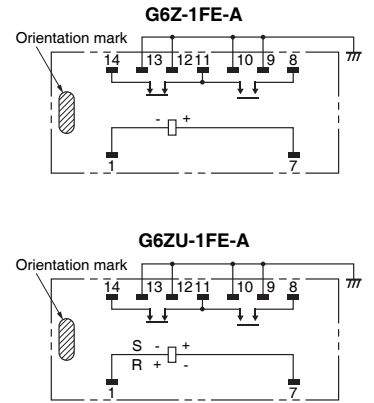 G6Z-1FE-A
Orientation mark
14 13 12 11 10 9 8
- +
1 7
G6ZU-1FE-A
Orientation mark
14 13 12 11 10 9 8
S - +
R + -
1 7